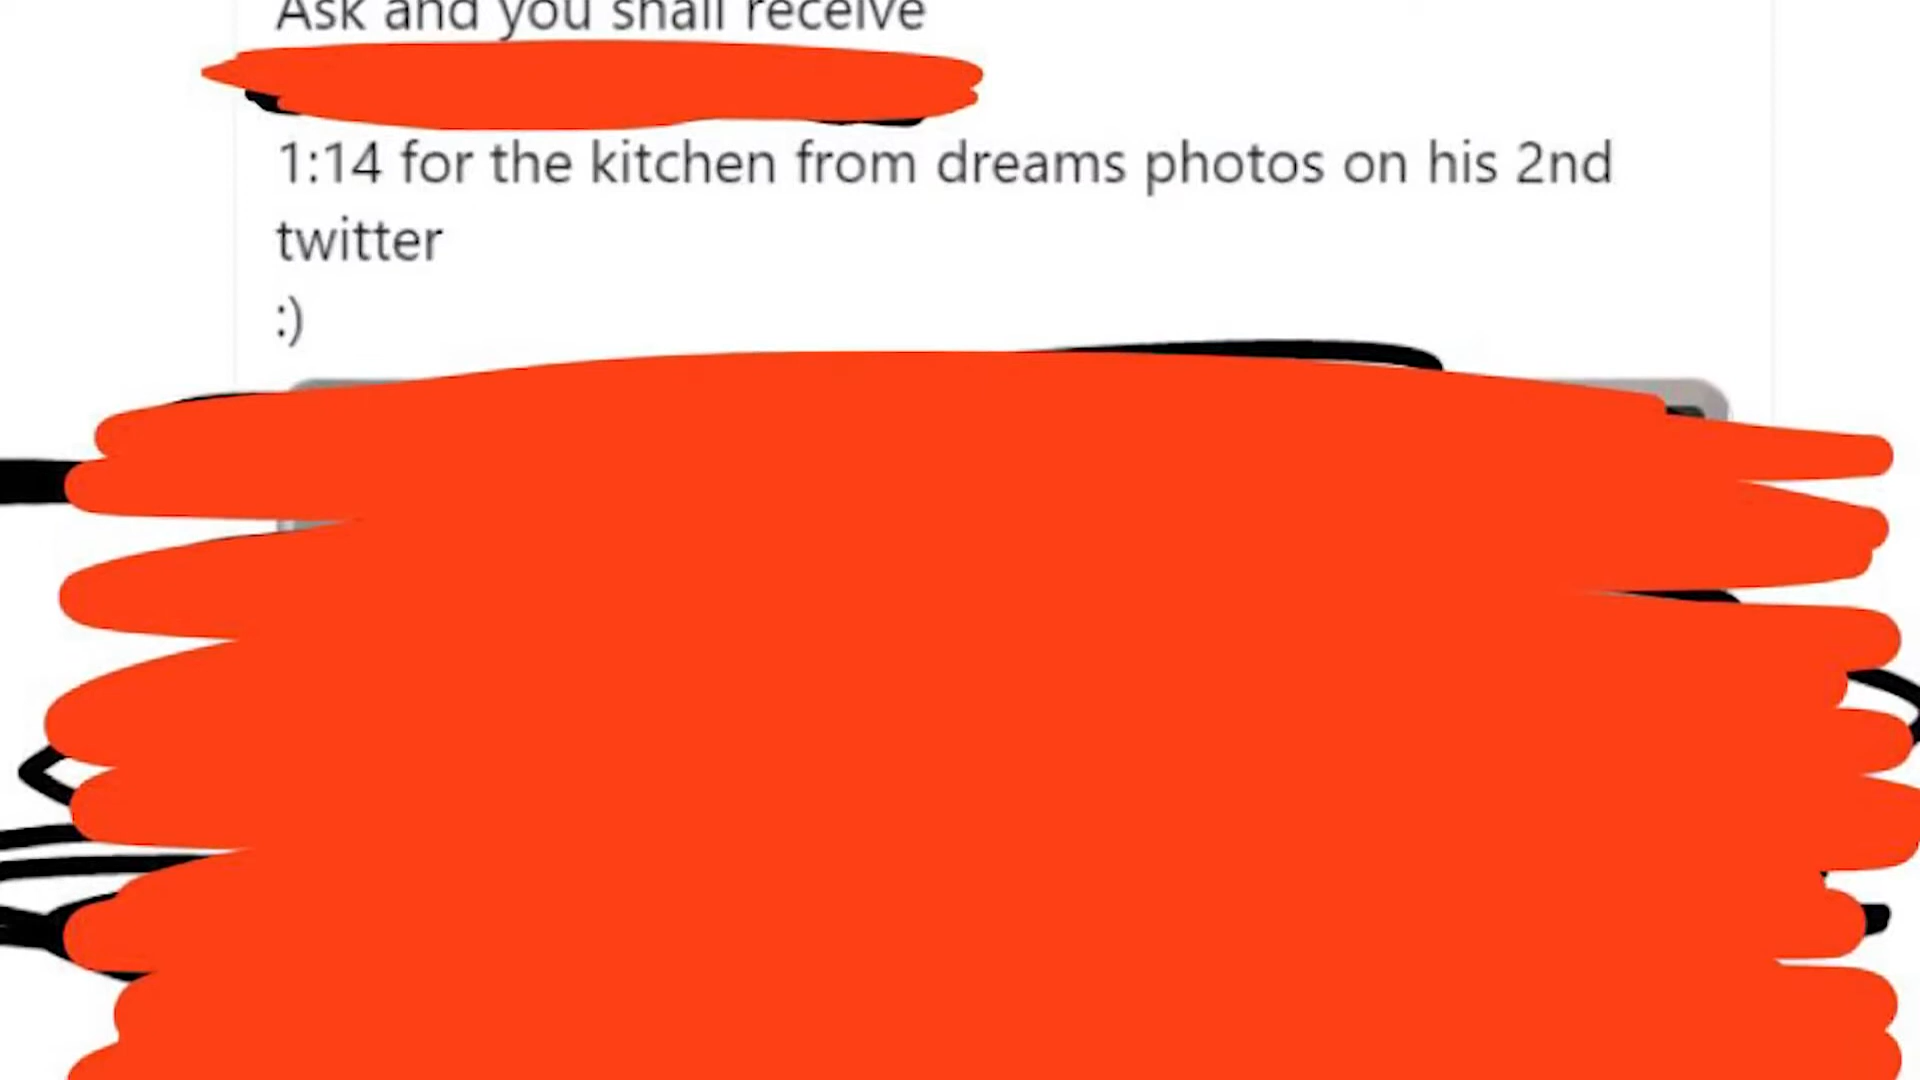 Ask and you shall receive
1:14 for the kitchen from dreams photos on his 2nd
twitter
:)